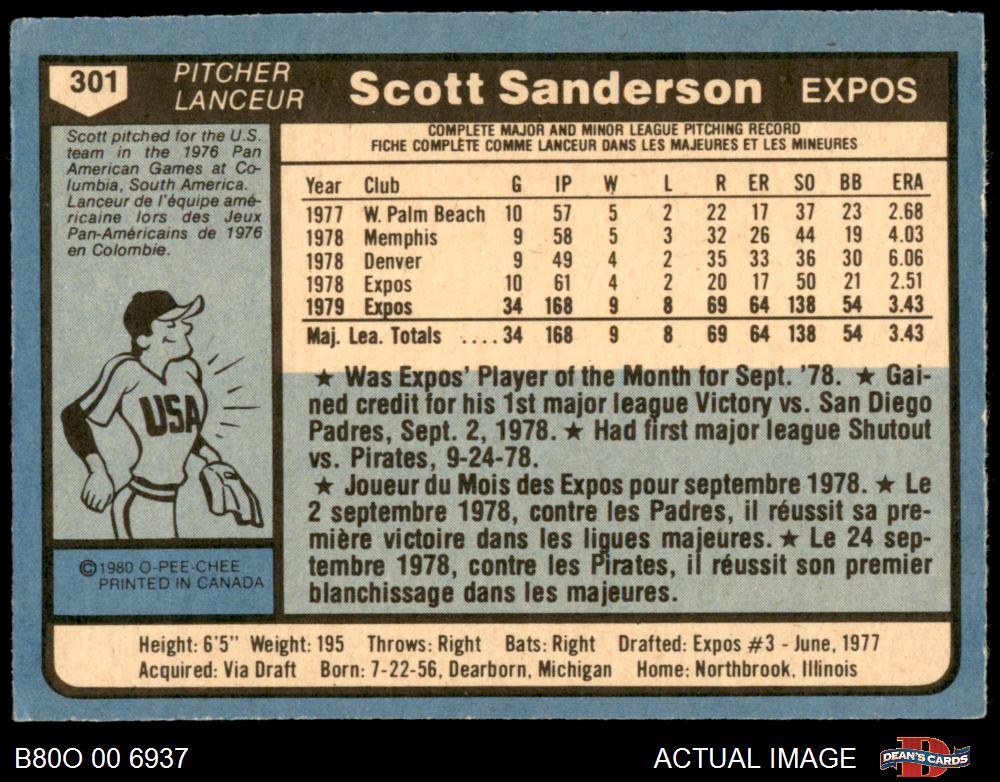 301 PITCHER
LANCEUR
Scott Sanderson EXPOS
Scott pitched for the U.S.
team in the 1976 Pan
American Games at Co-
lumbia, South America.
Lanceur de l'équipe amé-
ricaine lors des Jeux
Pan-Américains de 1976
en Colombie.
USA
©1980 O-PEE-CHEE
PRINTED IN CANADA
COMPLETE MAJOR AND MINOR LEAGUE PITCHING RECORD
FICHE COMPLÈTE COMME LANCEUR DANS LES MAJEURES ET LES MINEURES
Year Club G IP W L R ER SO BB ERA
1977 W. Palm Beach 10 57 5 2 22 17 37 23 2.68
1978 Memphis 9 58 5 3 32 26 44 19 4.03
1978 Denver 9 49 4 2 35 33 36 30 6.06
1978 Expos 10 61 4 2 20 17 50 21 2.51
1979 Expos 34 168 9 8 69 64 138 54 3.43
Maj. Lea. Totals ....34 168 9 8 69 64 138 54 3.43
★ Was Expos' Player of the Month for Sept. '78. ★ Gai-
ned credit for his 1st major league Victory vs. San Diego
Padres, Sept. 2, 1978. ★ Had first major league Shutout
vs. Pirates, 9-24-78.
★ Joueur du Mois des Expos pour septembre 1978. ★ Le
2 septembre 1978, contre les Padres, il réussit sa pre-
mière victoire dans les ligues majeures. ★ Le 24 sep-
tembre 1978, contre les Pirates, il réussit son premier
blanchissage dans les majeures.
Height: 6'5" Weight: 195 Throws: Right Bats: Right Drafted: Expos #3 - June, 1977
Acquired: Via Draft Born: 7-22-56, Dearborn, Michigan Home: Northbrook, Illinois
B80O 00 6937 ACTUAL IMAGE DEAN'S CARDS